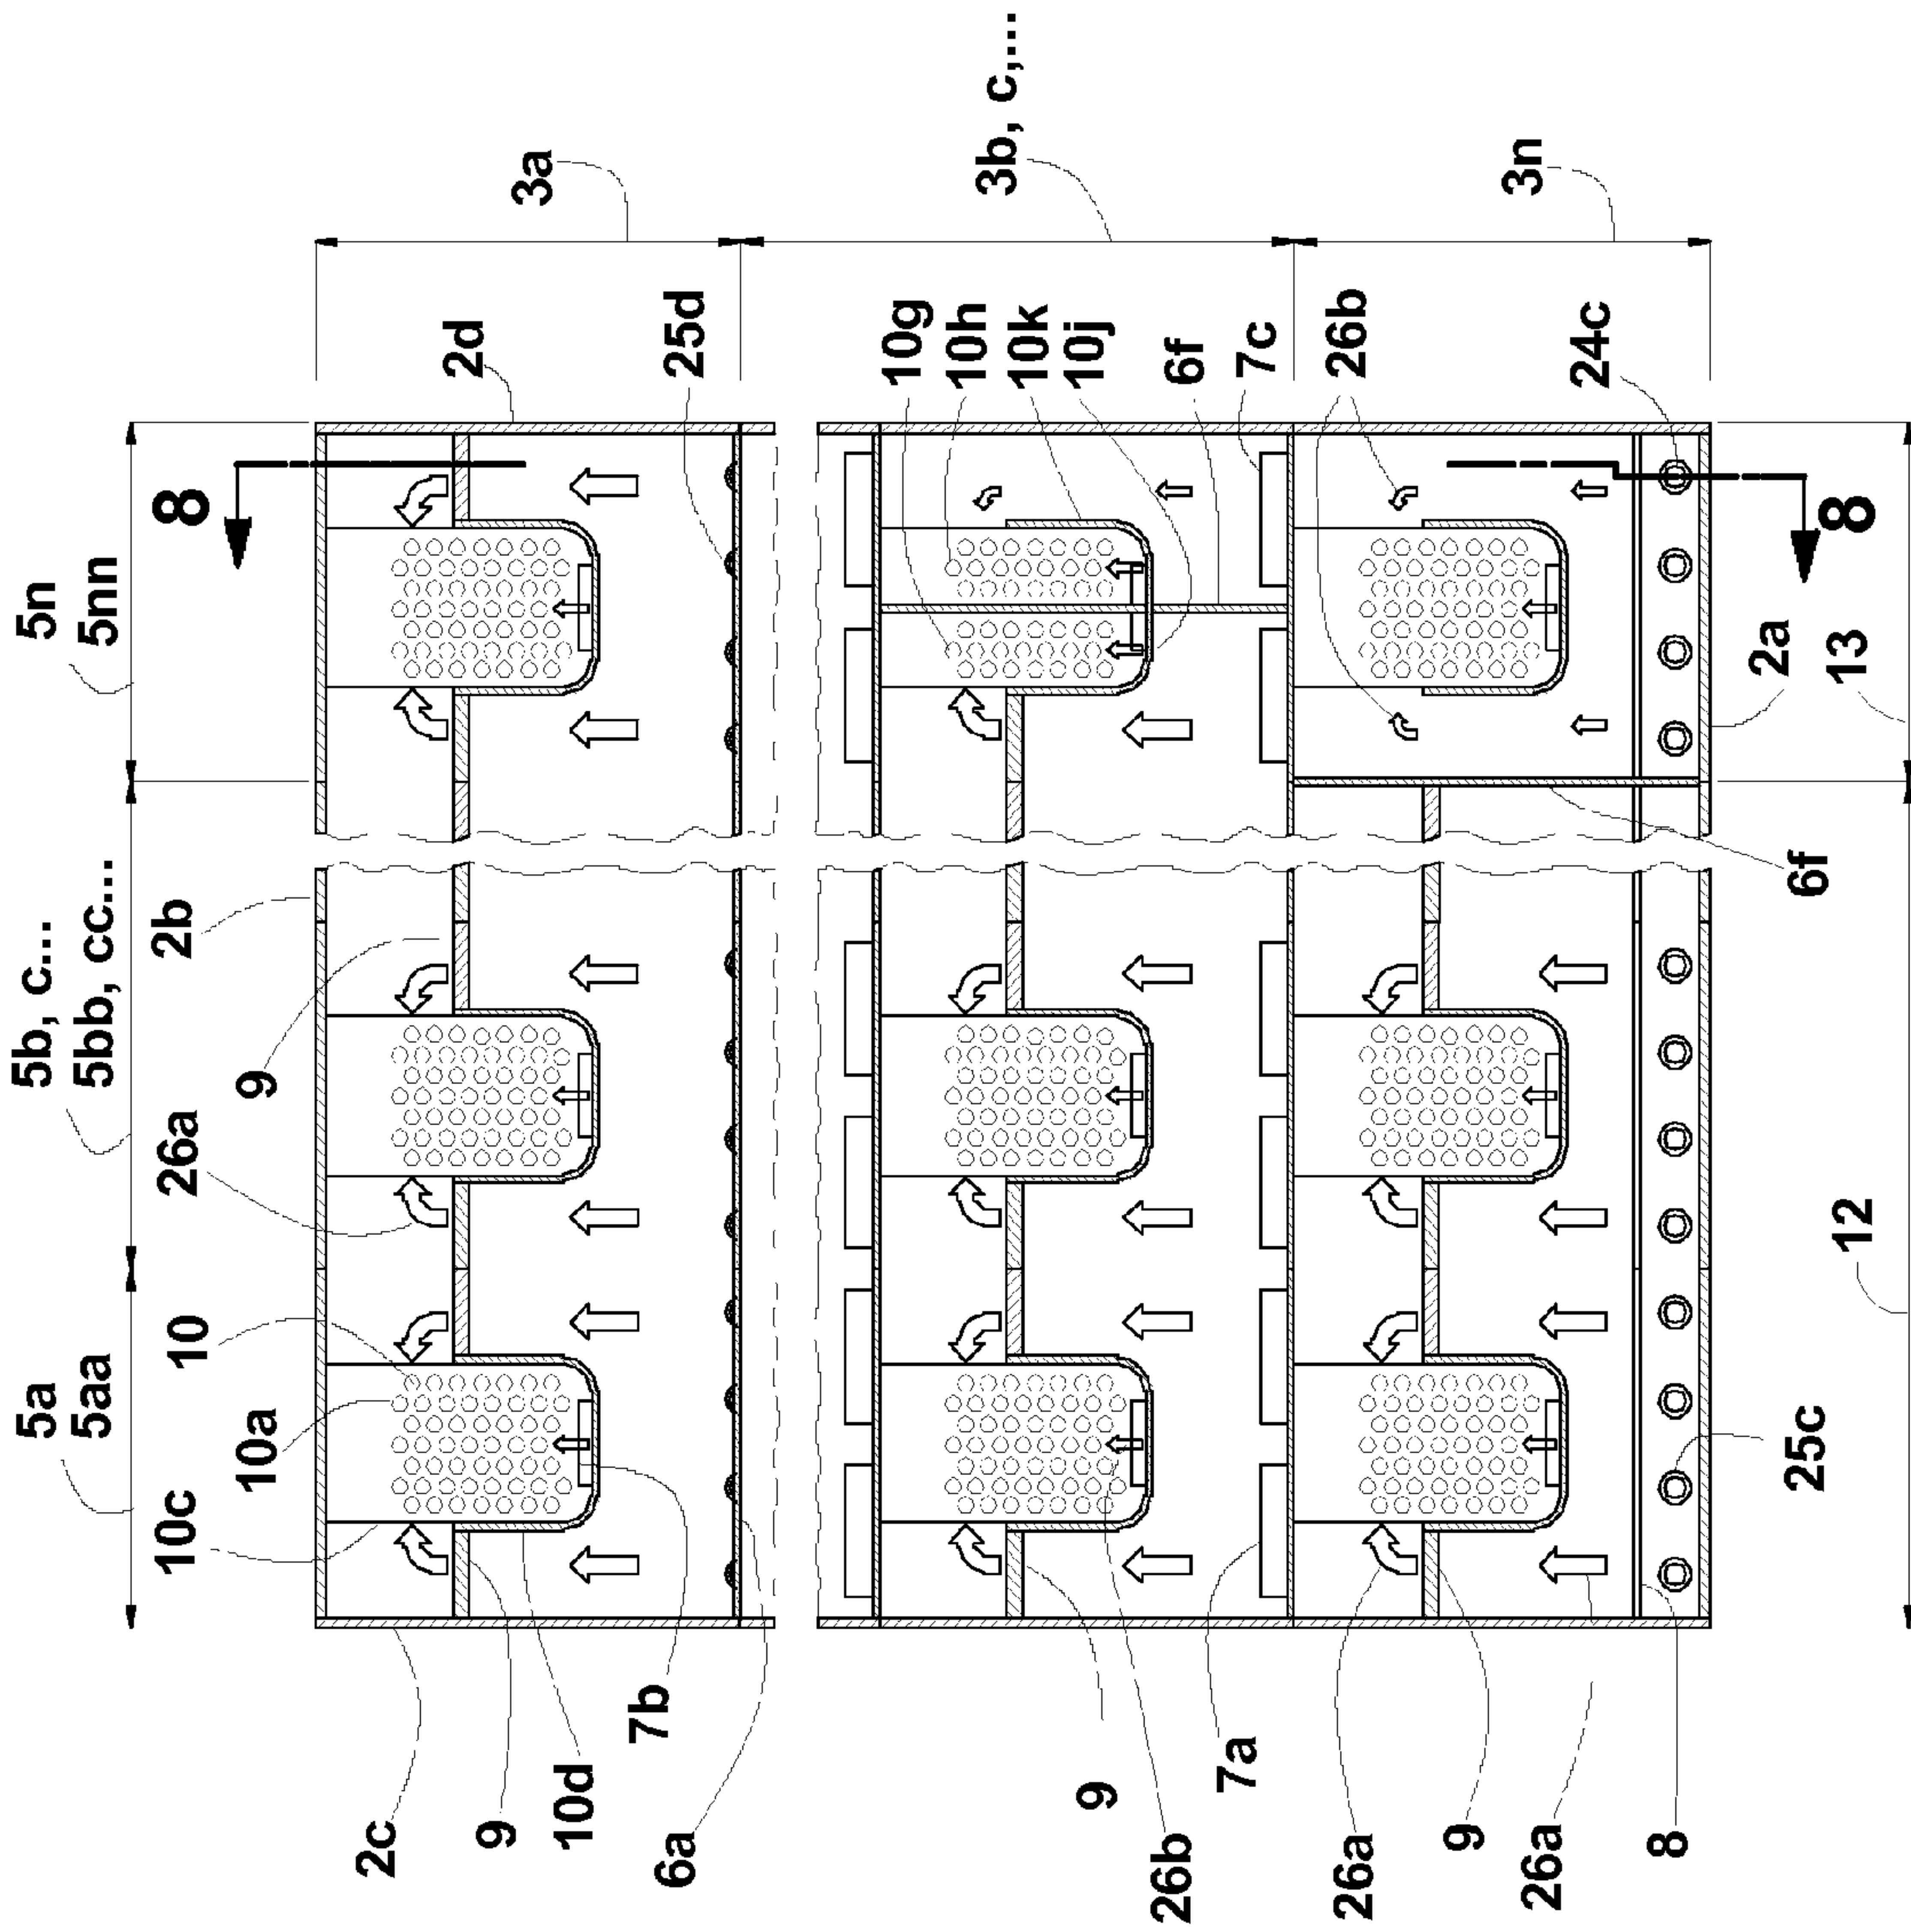 5a
5aa
5b, c...
5bb, cc...
5n
5nn
10c
10a
10
26a
9
2b
8
2c
9
10d
7b
6a
2d
25d
3a
10g
10h
10k
10j
6f
7c
26b
24c
3b, c,...
3n
9
26b
7a
26a
9
26a
8
25c
12
6f
2a
13
8